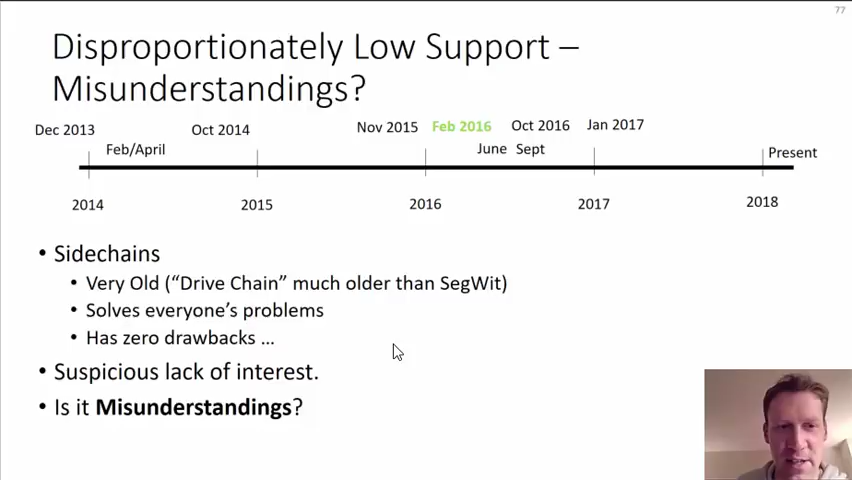 77
Disproportionately Low Support –
Misunderstandings?
Dec 2013 Oct 2014 Nov 2015 Feb 2016 Oct 2016 Jan 2017
Feb/April June Sept Present
2014 2015 2016 2017 2018
• Sidechains
• Very Old (“Drive Chain” much older than SegWit)
• Solves everyone’s problems
• Has zero drawbacks ...
• Suspicious lack of interest.
• Is it Misunderstandings?